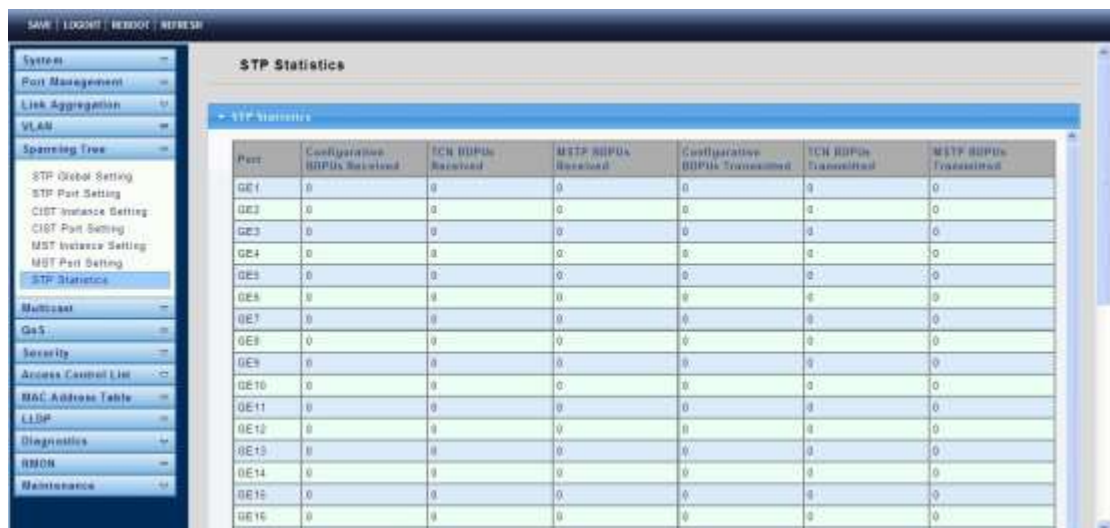 SAVE | LOGOUT | REBOOT | REFRESH
System
Port Management
Link Aggregation
VLAN
Spanning Tree
STP Global Setting
STP Port Setting
CIST Instance Setting
CIST Port Setting
MST Instance Setting
MST Port Setting
STP Statistics
Multicast
QoS
Security
Access Control List
MAC Address Table
LLDP
Diagnostics
RMON
Maintenance
STP Statistics
STP Statistics
Port Configuration BPDUs Received TCN BPDUs Received MSTP BPDUs Received Configuration BPDUs Transmitted TCN BPDUs Transmitted MSTP BPDUs Transmitted
GE1 0 0 0 0 0 0
GE2 0 0 0 0 0 0
GE3 0 0 0 0 0 0
GE4 0 0 0 0 0 0
GE5 0 0 0 0 0 0
GE6 0 0 0 0 0 0
GE7 0 0 0 0 0 0
GE8 0 0 0 0 0 0
GE9 0 0 0 0 0 0
GE10 0 0 0 0 0 0
GE11 0 0 0 0 0 0
GE12 0 0 0 0 0 0
GE13 0 0 0 0 0 0
GE14 0 0 0 0 0 0
GE15 0 0 0 0 0 0
GE16 0 0 0 0 0 0